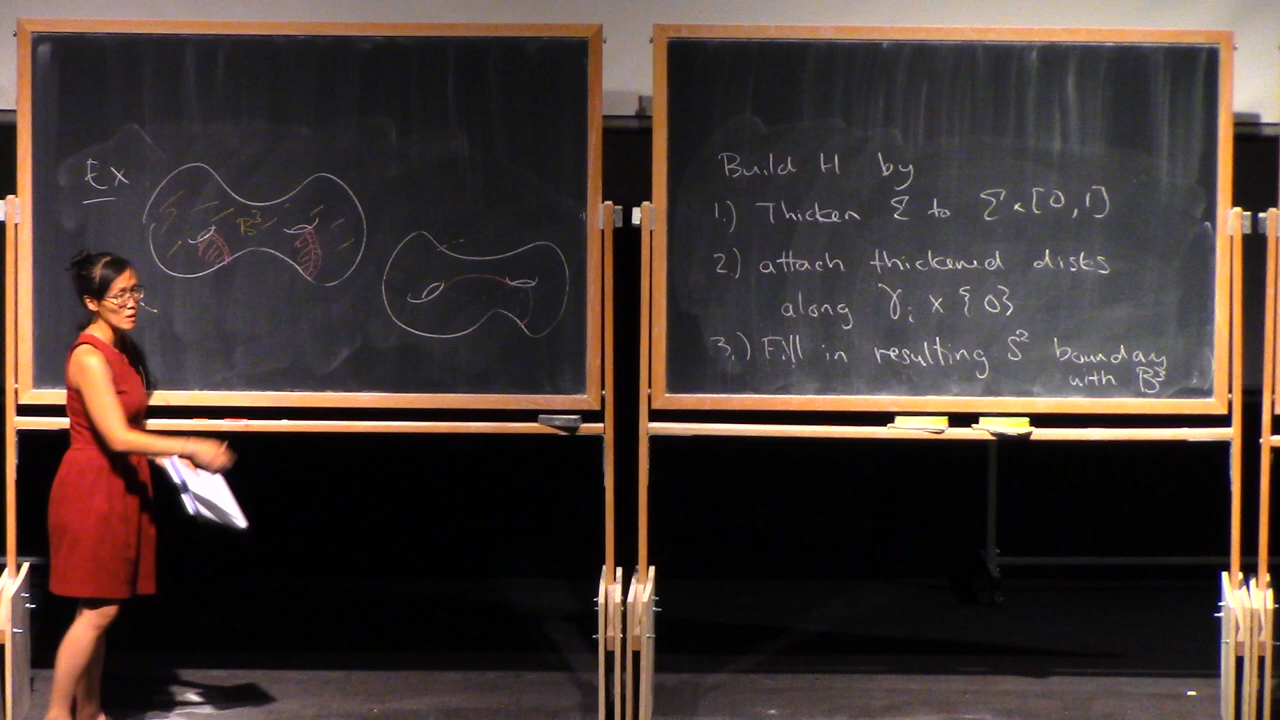 Ex
B³
Build H by
1.) Thicken Σ to Σ × [0,1]
2.) attach thickened disks
along γᵢ × {0}
3.) Fill in resulting S² boundary
with B³